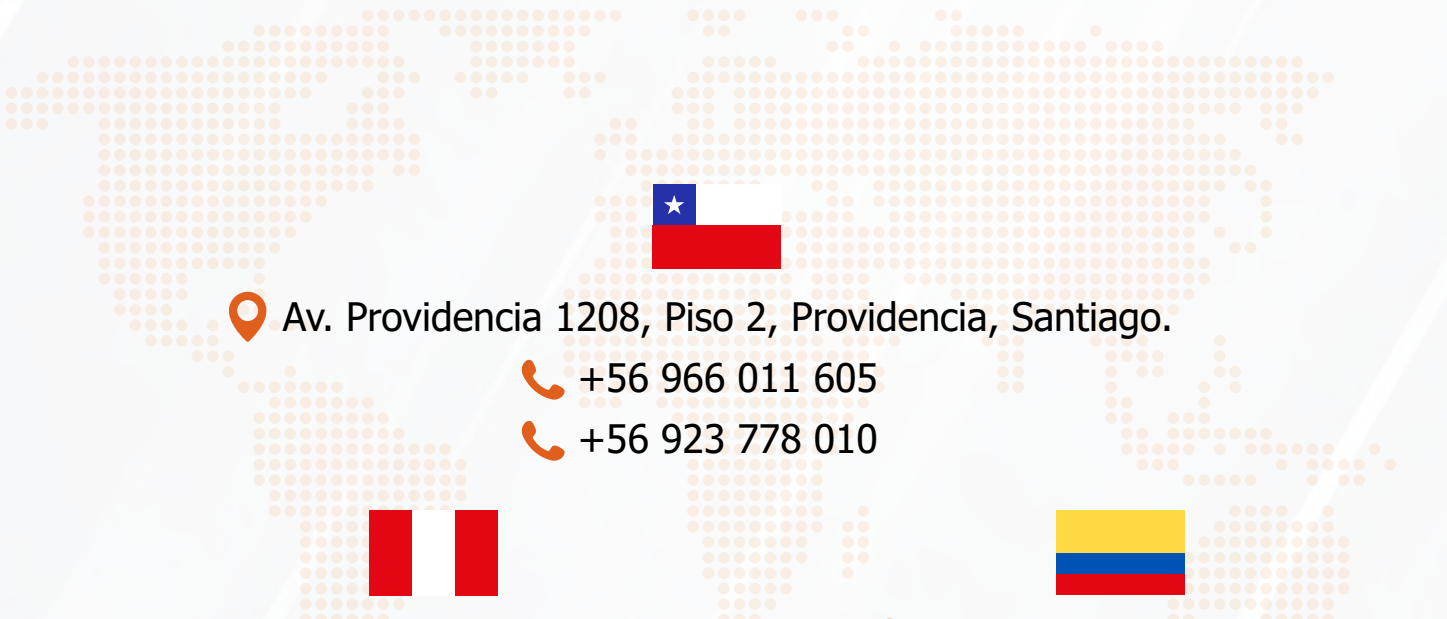 Av. Providencia 1208, Piso 2, Providencia, Santiago.
+56 966 011 605
+56 923 778 010